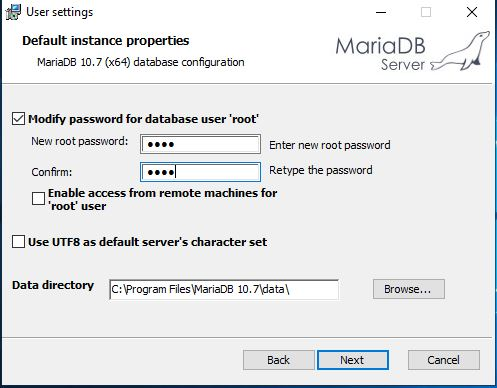 User settings
Default instance properties
MariaDB 10.7 (x64) database configuration
MariaDB
Server
Modify password for database user 'root'
New root password: •••• Enter new root password
Confirm: •••• Retype the password
Enable access from remote machines for
'root' user
Use UTF8 as default server's character set
Data directory C:\Program Files\MariaDB 10.7\data\ Browse...
Back Next Cancel